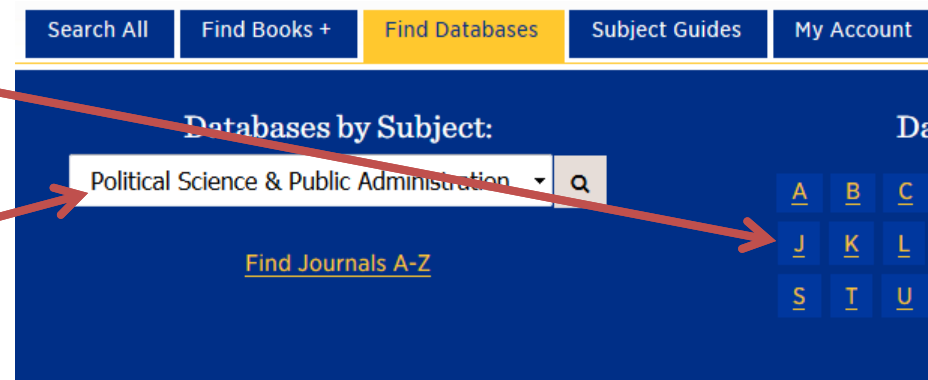 Search All Find Books + Find Databases Subject Guides My Account
Databases by Subject:
Political Science & Public Administration
Find Journals A-Z
A B C
J K L
S T U